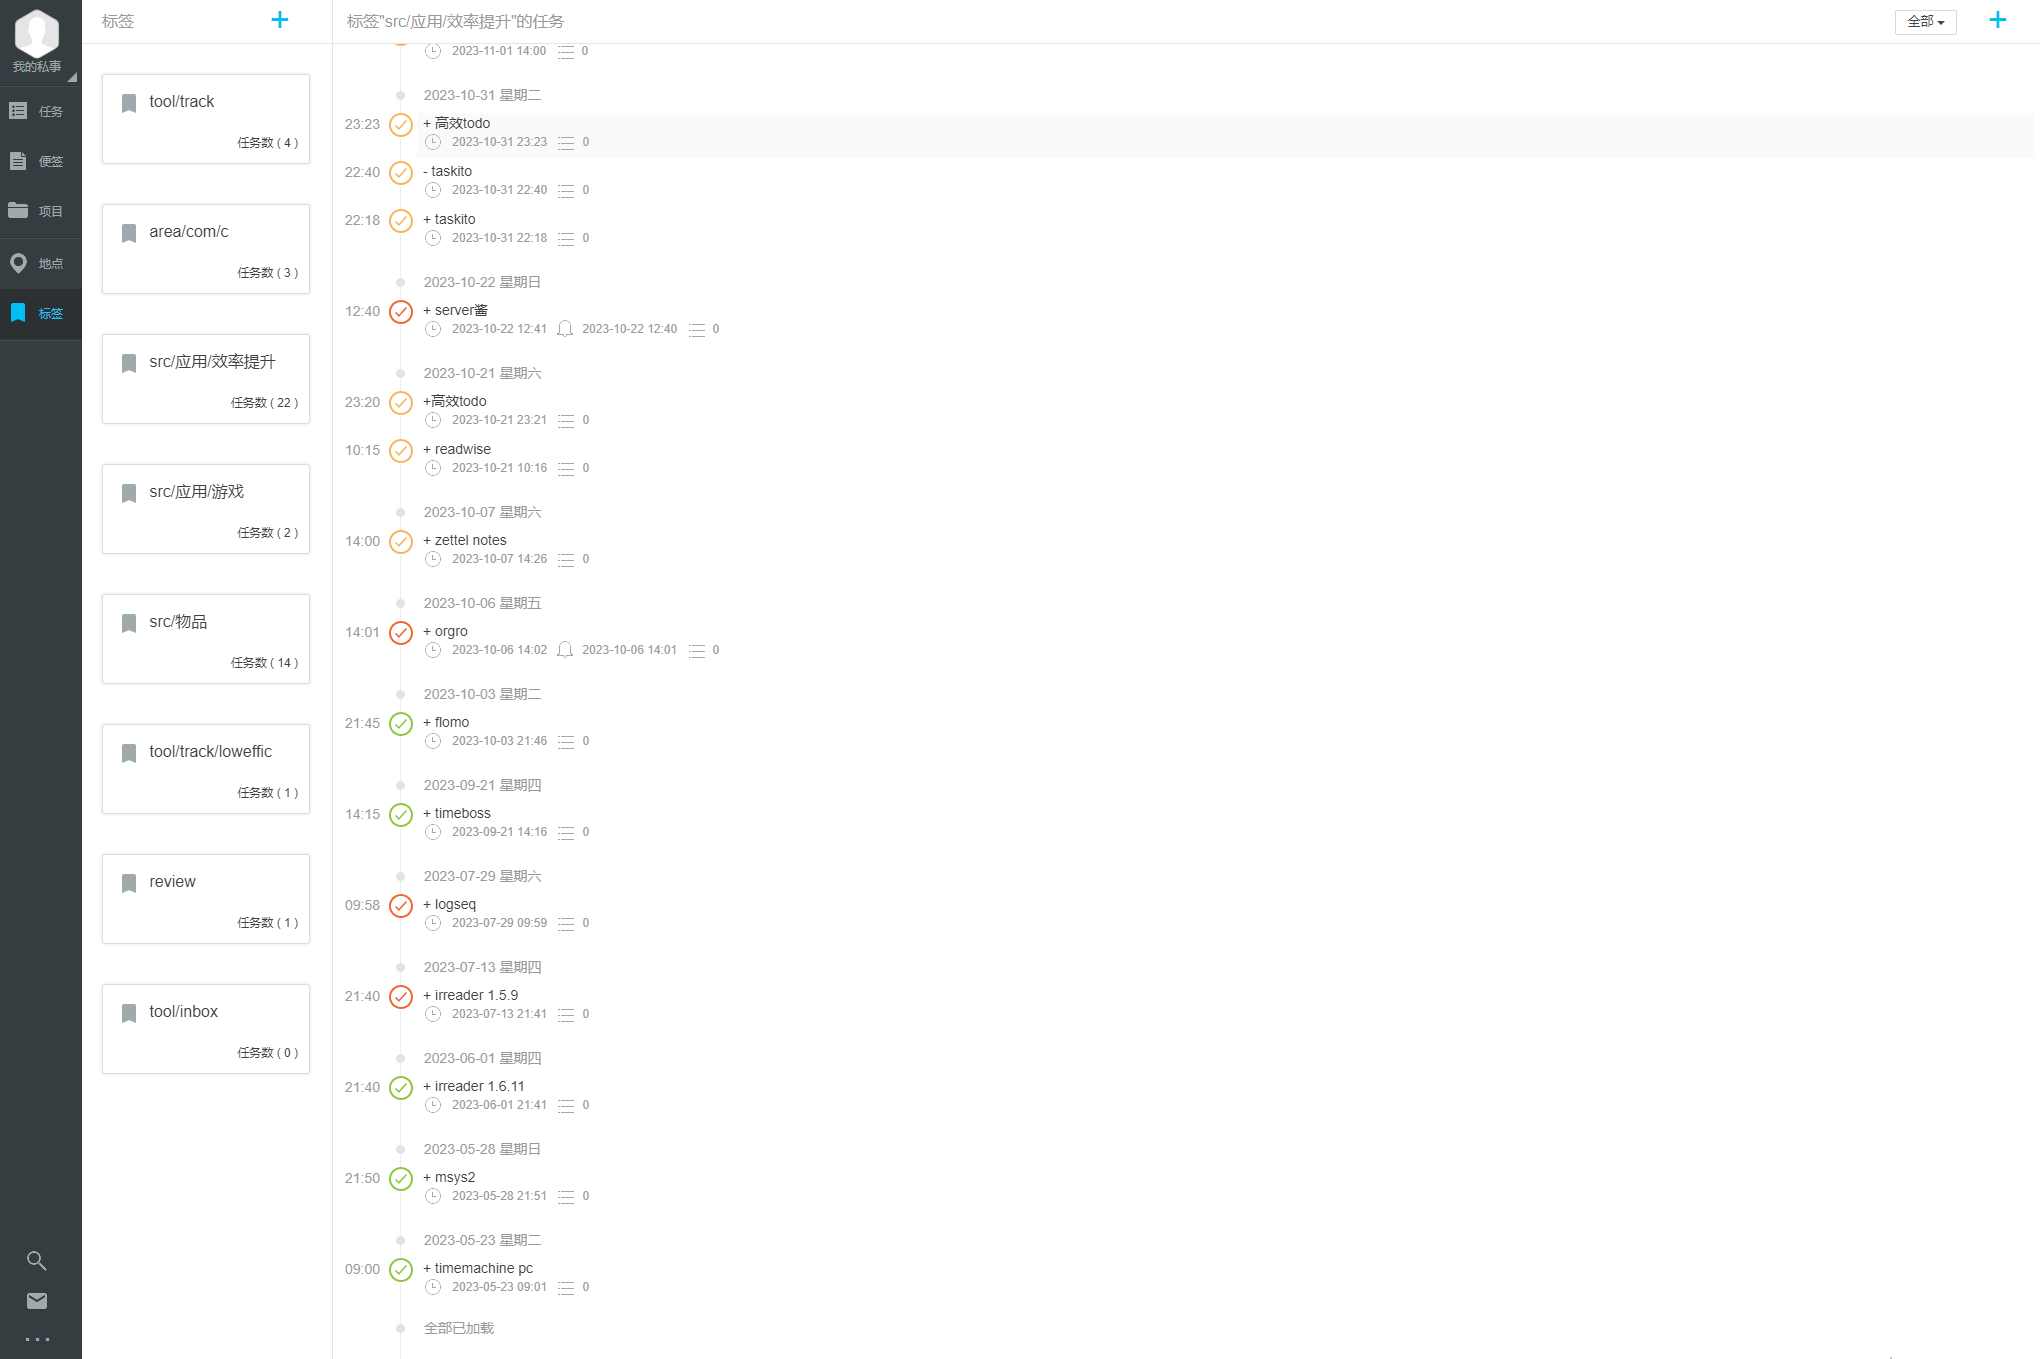 我的私事
任务
便签
项目
地点
标签
标签
tool/track
任务数 ( 4 )
area/com/c
任务数 ( 3 )
src/应用/效率提升
任务数 ( 22 )
src/应用/游戏
任务数 ( 2 )
src/物品
任务数 ( 14 )
tool/track/loweffic
任务数 ( 1 )
review
任务数 ( 1 )
tool/inbox
任务数 ( 0 )
标签"src/应用/效率提升"的任务
全部
2023-11-01 14:00 0
2023-10-31 星期二
23:23 + 高效todo
2023-10-31 23:23 0
22:40 - taskito
2023-10-31 22:40 0
22:18 + taskito
2023-10-31 22:18 0
2023-10-22 星期日
12:40 + server酱
2023-10-22 12:41 2023-10-22 12:40 0
2023-10-21 星期六
23:20 +高效todo
2023-10-21 23:21 0
10:15 + readwise
2023-10-21 10:16 0
2023-10-07 星期六
14:00 + zettel notes
2023-10-07 14:26 0
2023-10-06 星期五
14:01 + orgro
2023-10-06 14:02 2023-10-06 14:01 0
2023-10-03 星期二
21:45 + flomo
2023-10-03 21:46 0
2023-09-21 星期四
14:15 + timeboss
2023-09-21 14:16 0
2023-07-29 星期六
09:58 + logseq
2023-07-29 09:59 0
2023-07-13 星期四
21:40 + irreader 1.5.9
2023-07-13 21:41 0
2023-06-01 星期四
21:40 + irreader 1.6.11
2023-06-01 21:41 0
2023-05-28 星期日
21:50 + msys2
2023-05-28 21:51 0
2023-05-23 星期二
09:00 + timemachine pc
2023-05-23 09:01 0
全部已加载